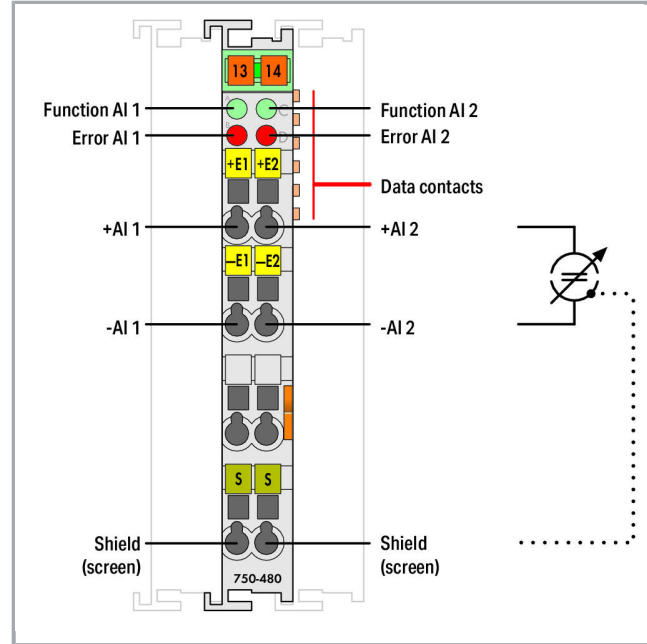 13 14
A C
Function AI 1
Function AI 2
B D
Error AI 1
Error AI 2
+E1 +E2
Data contacts
+AI 1
+AI 2
—E1 —E2
-AI 1
-AI 2
S S
Shield
(screen)
Shield
(screen)
750-480